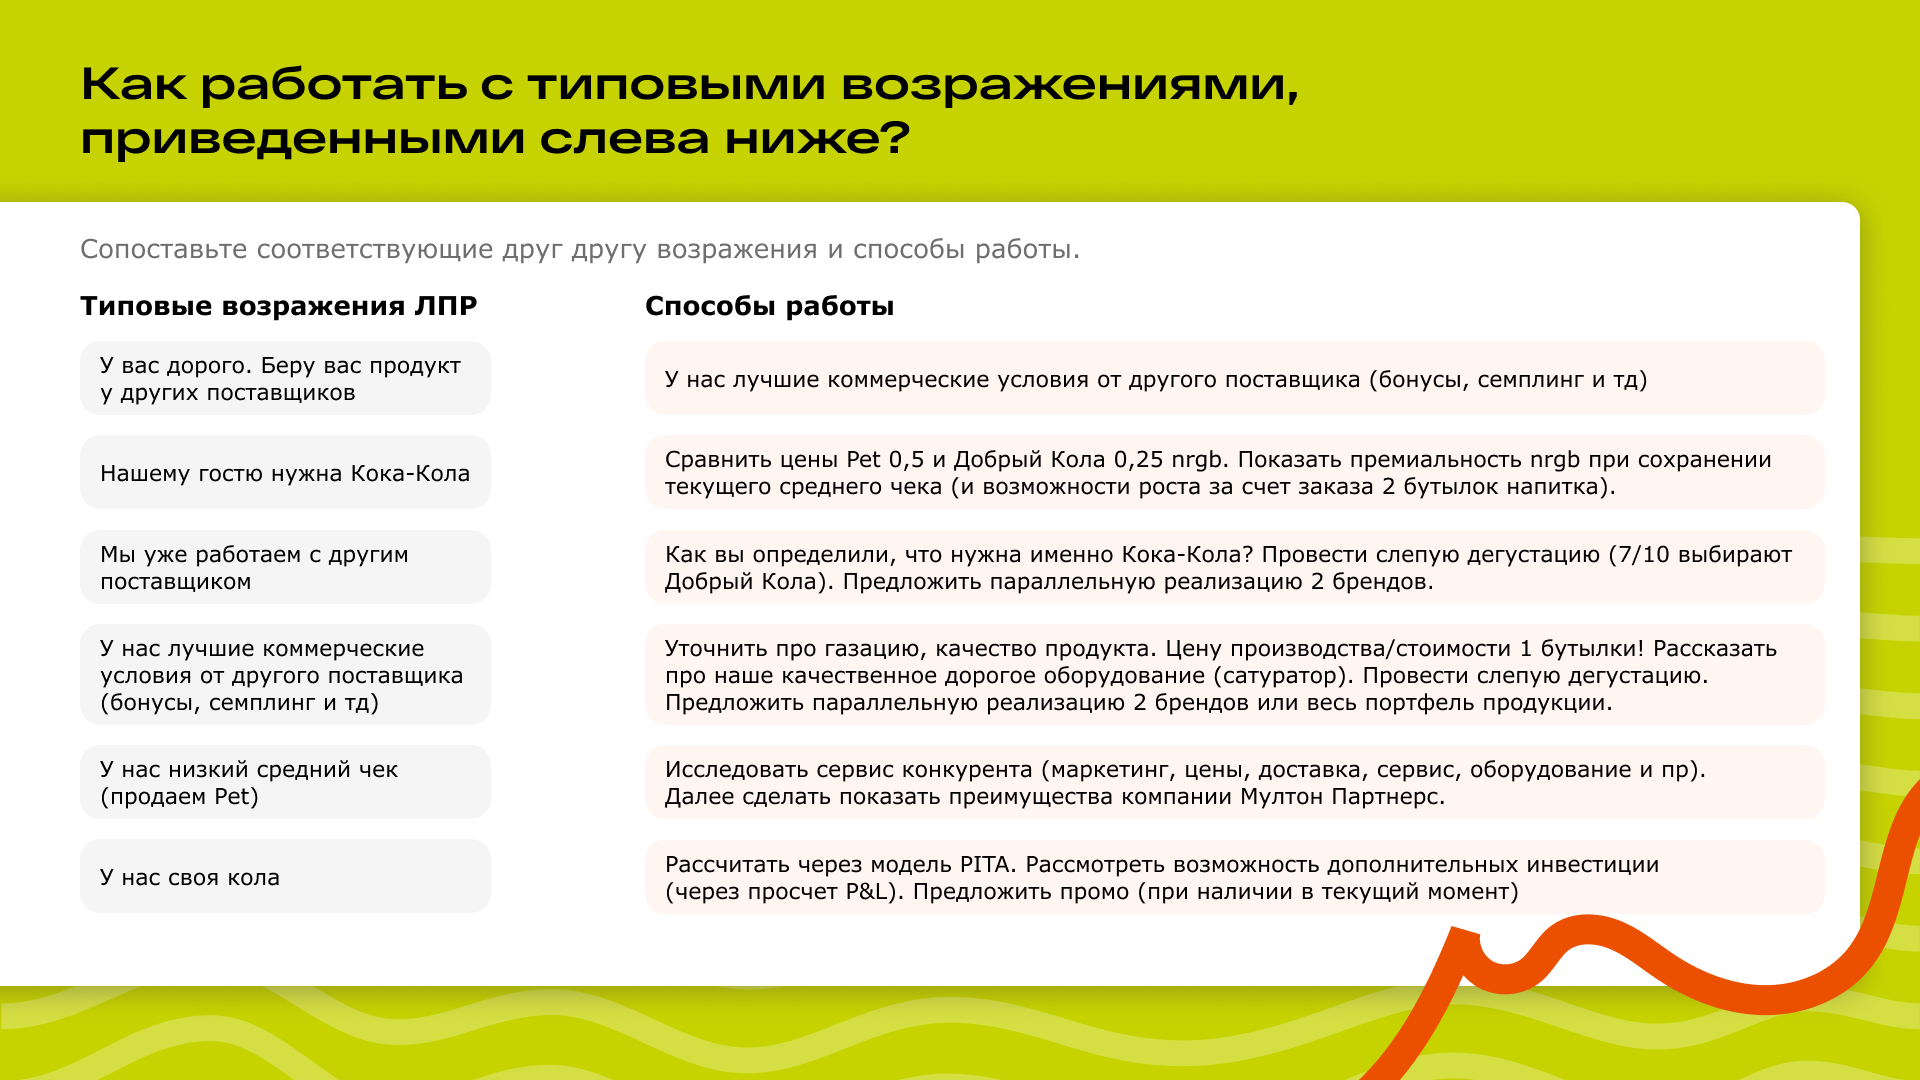 Как работать с типовыми возражениями,
приведенными слева ниже?
Сопоставьте соответствующие друг другу возражения и способы работы.
Типовые возражения ЛПР
Способы работы
У вас дорого. Беру вас продукт
у других поставщиков
У нас лучшие коммерческие условия от другого поставщика (бонусы, семплинг и тд)
Нашему гостю нужна Кока-Кола
Сравнить цены Pet 0,5 и Добрый Кола 0,25 nrgb. Показать премиальность nrgb при сохранении
текущего среднего чека (и возможности роста за счет заказа 2 бутылок напитка).
Мы уже работаем с другим
поставщиком
Как вы определили, что нужна именно Кока-Кола? Провести слепую дегустацию (7/10 выбирают
Добрый Кола). Предложить параллельную реализацию 2 брендов.
У нас лучшие коммерческие
условия от другого поставщика
(бонусы, семплинг и тд)
Уточнить про газацию, качество продукта. Цену производства/стоимости 1 бутылки! Рассказать
про наше качественное дорогое оборудование (сатуратор). Провести слепую дегустацию.
Предложить параллельную реализацию 2 брендов или весь портфель продукции.
У нас низкий средний чек
(продаем Pet)
Исследовать сервис конкурента (маркетинг, цены, доставка, сервис, оборудование и пр).
Далее сделать показать преимущества компании Мултон Партнерс.
У нас своя кола
Рассчитать через модель PITA. Рассмотреть возможность дополнительных инвестиции
(через просчет P&L). Предложить промо (при наличии в текущий момент)